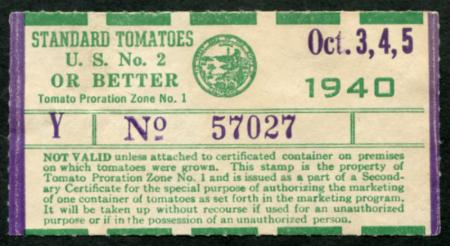 STANDARD TOMATOES
U. S. No. 2
OR BETTER
Tomato Proration Zone No. 1
Oct. 3, 4, 5
1940
Y No 57027
NOT VALID unless attached to certificated container on premises
on which tomatoes were grown. This stamp is the property of
Tomato Proration Zone No. 1 and is issued as a part of a Second-
ary Certificate for the special purpose of authorizing the marketing
of one container of tomatoes as set forth in the marketing program.
It will be taken up without recourse if used for an unauthorized
purpose or if in the possession of an unauthorized person.